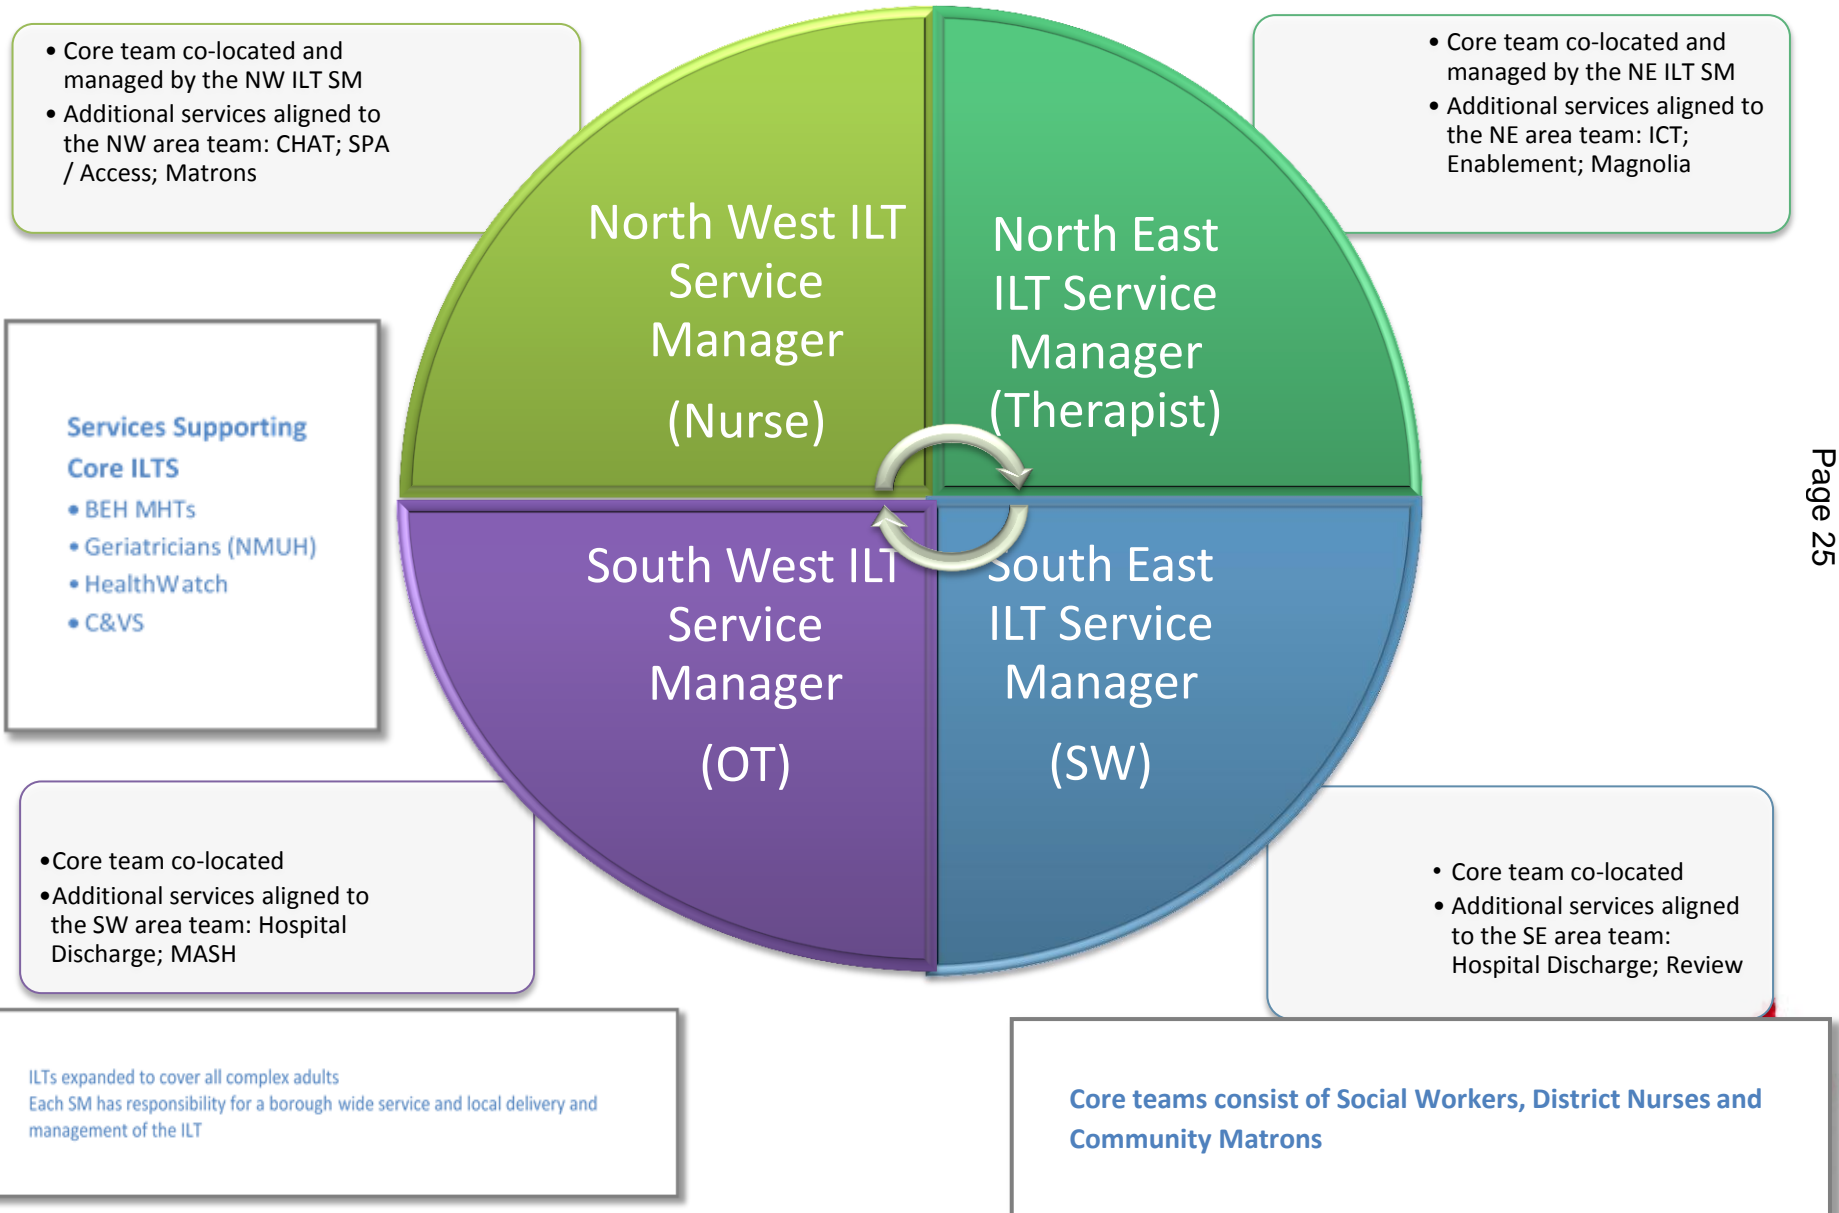 • Core team co-located and
managed by the NW ILT SM
• Additional services aligned to
the NW area team: CHAT; SPA
/ Access; Matrons
• Core team co-located and
managed by the NE ILT SM
• Additional services aligned to
the NE area team: ICT;
Enablement; Magnolia
North West ILT
Service
Manager
(Nurse)
North East
ILT Service
Manager
(Therapist)
Services Supporting
Core ILTS
• BEH MHTs
• Geriatricians (NMUH)
• HealthWatch
• C&VS
Page 25
South West ILT
Service
Manager
(OT)
South East
ILT Service
Manager
(SW)
•Core team co-located
•Additional services aligned to
the SW area team: Hospital
Discharge; MASH
• Core team co-located
• Additional services aligned
to the SE area team:
Hospital Discharge; Review
ILTs expanded to cover all complex adults
Each SM has responsibility for a borough wide service and local delivery and
management of the ILT
Core teams consist of Social Workers, District Nurses and
Community Matrons